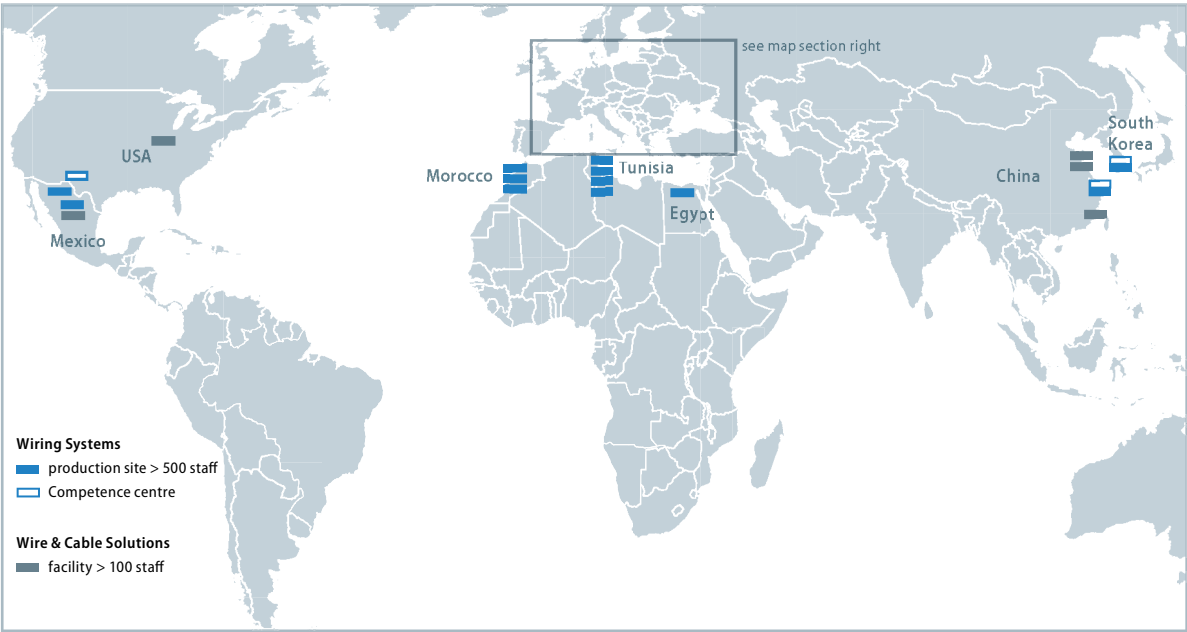 see map section right
South
Korea
USA
Morocco
Tunisia
China
Egypt
Mexico
Wiring Systems
production site > 500 staff
Competence centre
Wire & Cable Solutions
facility > 100 staff